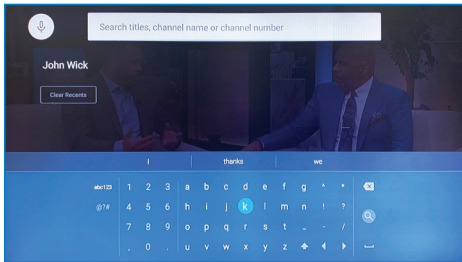 Search titles, channel name or channel number
John Wick
Clear Recents
I thanks we
abc123 1 2 3 a b c d e f g
@?# 4 5 6 h i j k l m n ! ?
7 8 9 o p q r s t _ - /
, 0 . u v w x y z